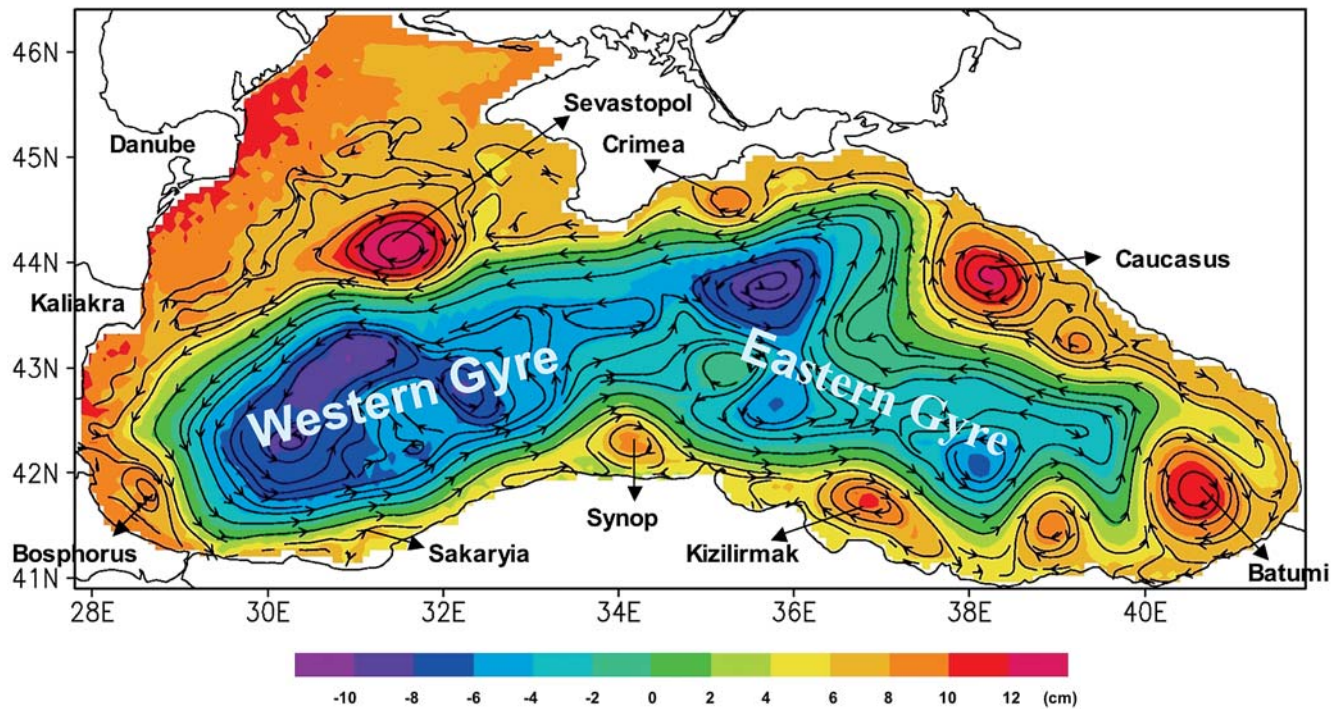 46N
Sevastopol
Danube
45N
Crimea
44N
Caucasus
Kaliakra
43N
Western Gyre
Eastern Gyre
42N
Synop
Bosphorus
Sakaryia
Kizilirmak
Batumi
41N
28E 30E 32E 34E 36E 38E 40E
-10 -8 -6 -4 -2 0 2 4 6 8 10 12 (cm)